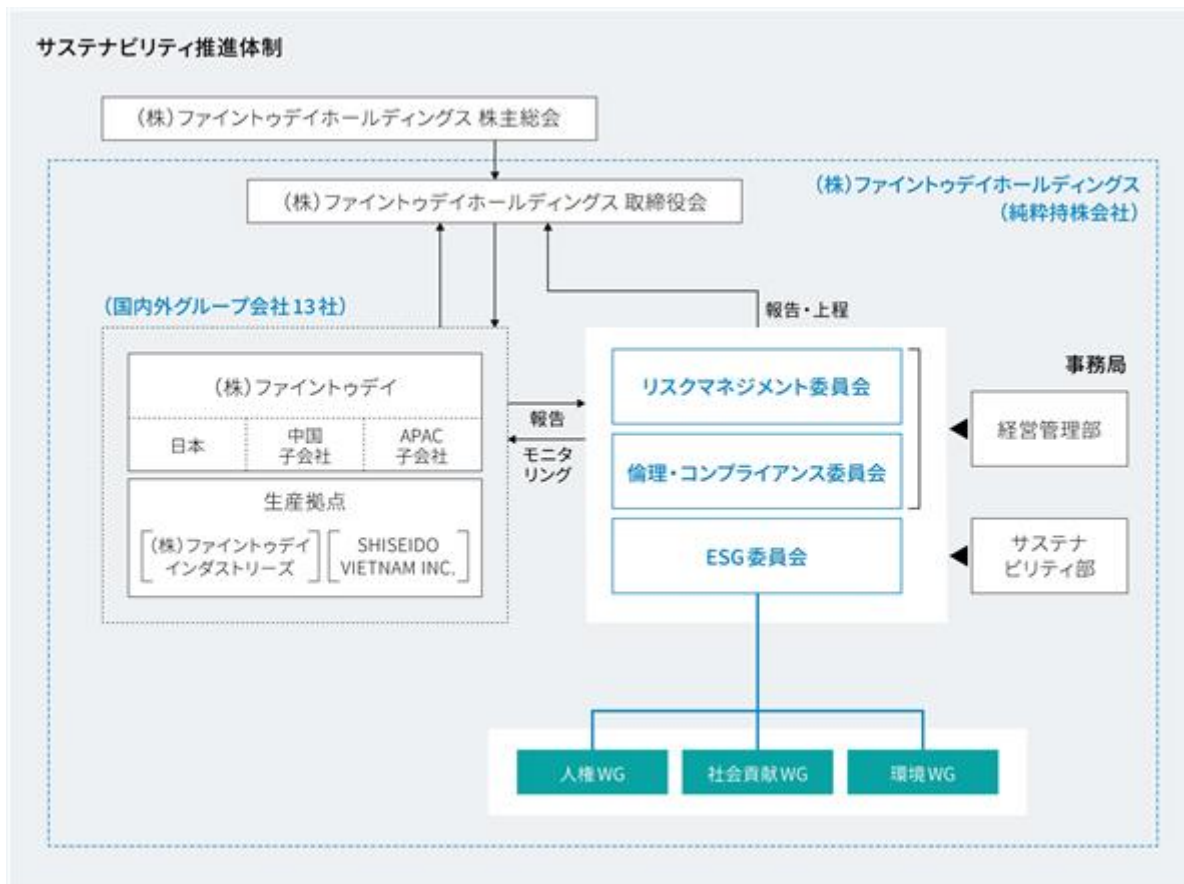 サステナビリティ推進体制
(株)ファイントゥデイホールディングス 株主総会
(株)ファイントゥデイホールディングス 取締役会
(株)ファイントゥデイホールディングス
(純粋持株会社)
(国内外グループ会社13社)
報告・上程
(株)ファイントゥデイ
日本
中国
子会社
APAC
子会社
生産拠点
(株)ファイントゥデイ
インダストリーズ
SHISEIDO
VIETNAM INC.
報告
モニタ
リング
リスクマネジメント委員会
倫理・コンプライアンス委員会
ESG委員会
事務局
経営管理部
サステナ
ビリティ部
人権WG
社会貢献WG
環境WG